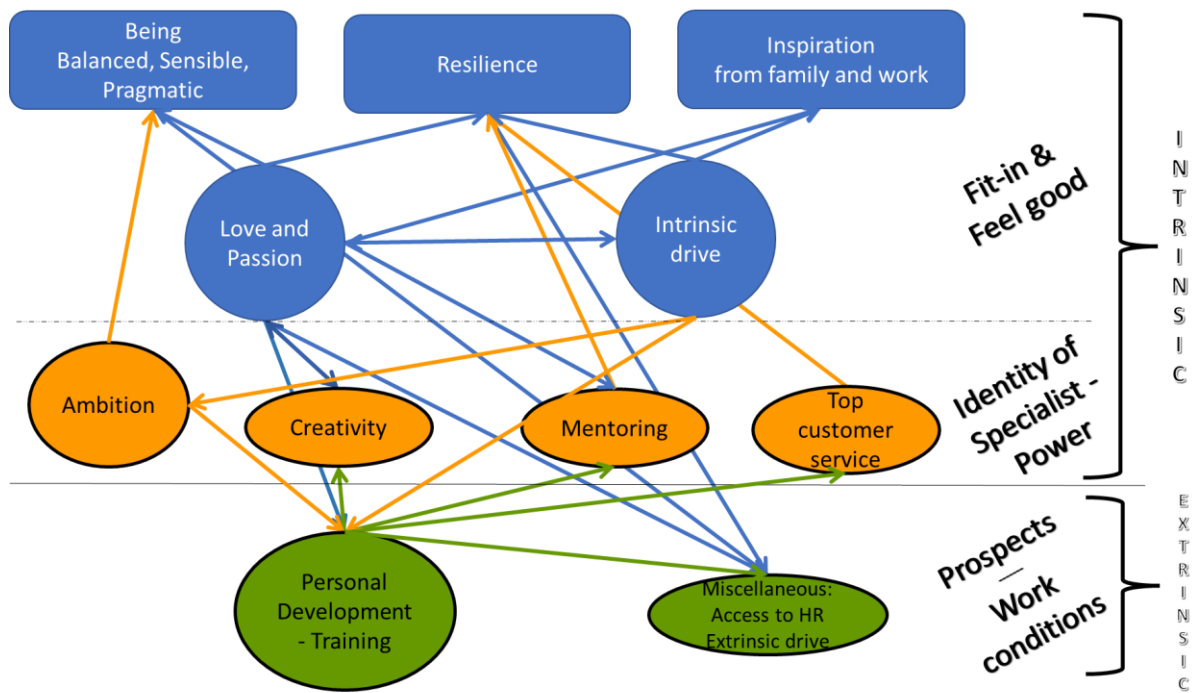 Being
Balanced, Sensible,
Pragmatic
Resilience
Inspiration
from family and work
Love and
Passion
Intrinsic
drive
Fit-in &
Feel good
INTRINSIC
Ambition
Creativity
Mentoring
Top
customer
service
Identity of
Specialist -
Power
Personal
Development
- Training
Miscellaneous:
Access to HR
Extrinsic drive
Prospects
—
Work
conditions
EXTRINSIC